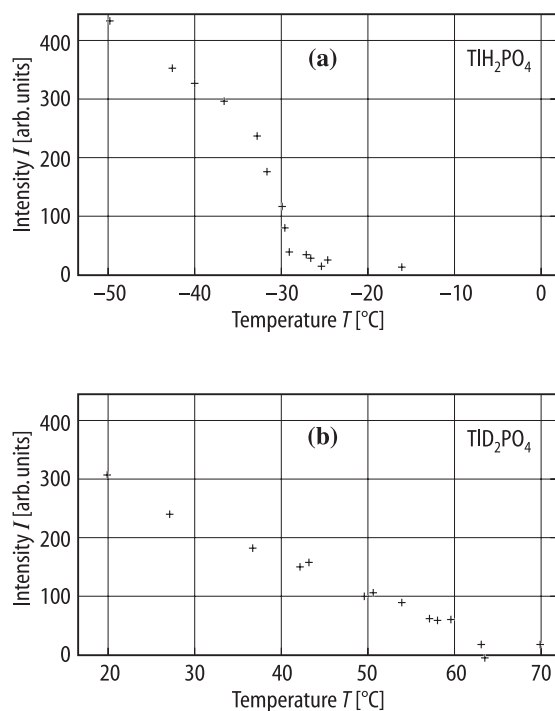 400
(a)
TlH₂PO₄
300
200
100
0
Intensity I [arb.units]
−50 −40 −30 −20 −10 0
Temperature T [°C]
400
(b)
TlD₂PO₄
300
200
100
0
Intensity I [arb.units]
20 30 40 50 60 70
Temperature T [°C]